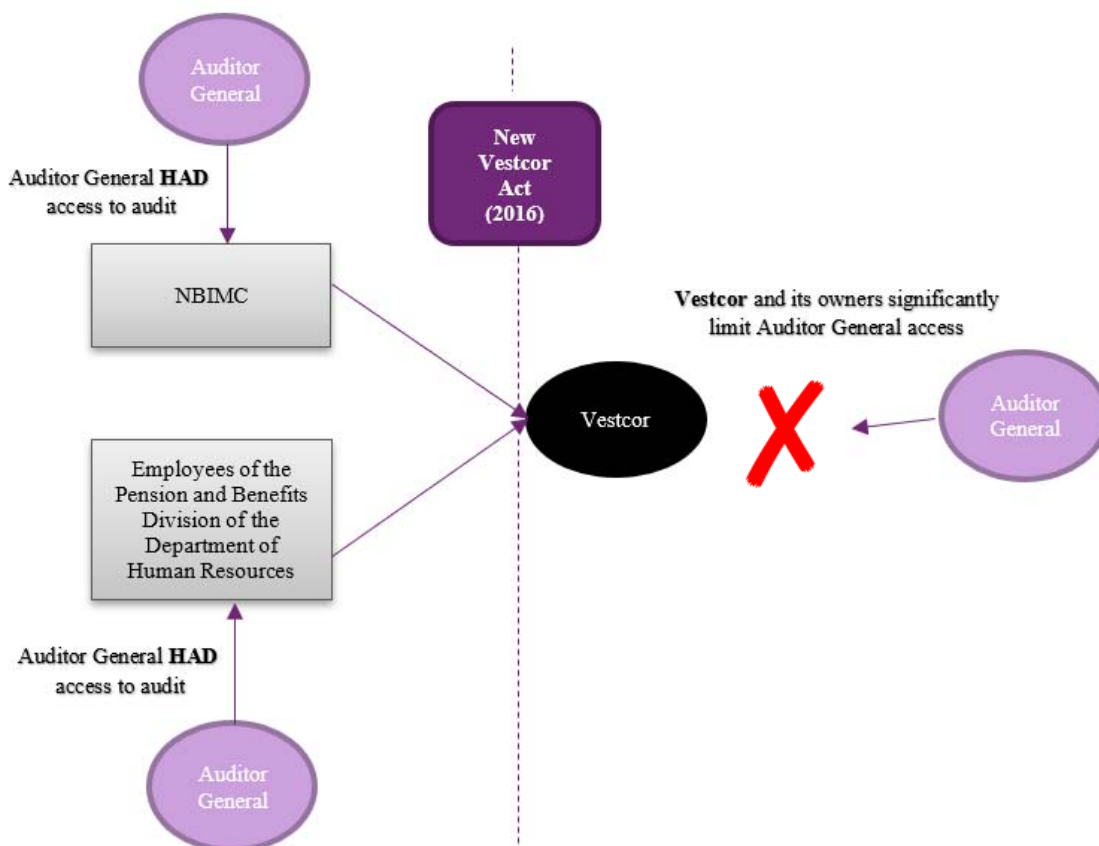 Auditor
General
Auditor General HAD
access to audit
New
Vestcor
Act
(2016)
NBIMC
Vestcor and its owners significantly
limit Auditor General access
Vestcor
Auditor
General
Employees of the
Pension and Benefits
Division of the
Department of
Human Resources
Auditor General HAD
access to audit
Auditor
General